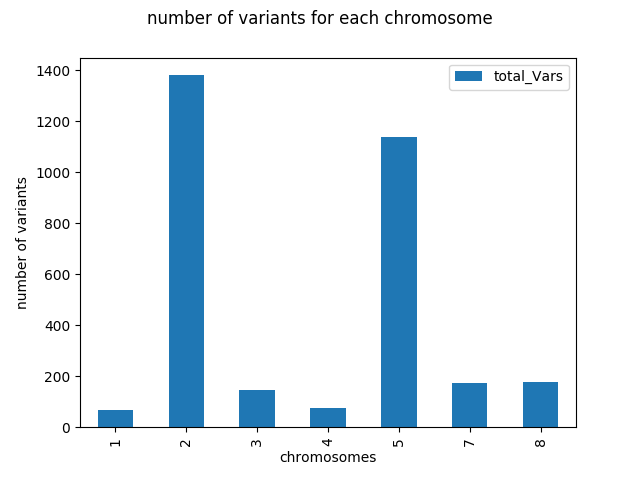 number of variants for each chromosome
total_Vars
1400
1200
1000
800
600
400
200
0
number of variants
1 2 3 4 5 7 8
chromosomes